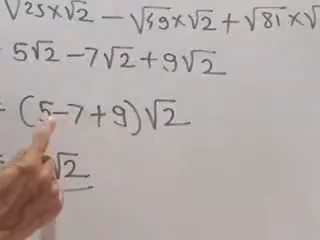 √25×√2 − √49×√2 + √81×√
5√2 − 7√2 + 9√2
= (5−7+9)√2
√2